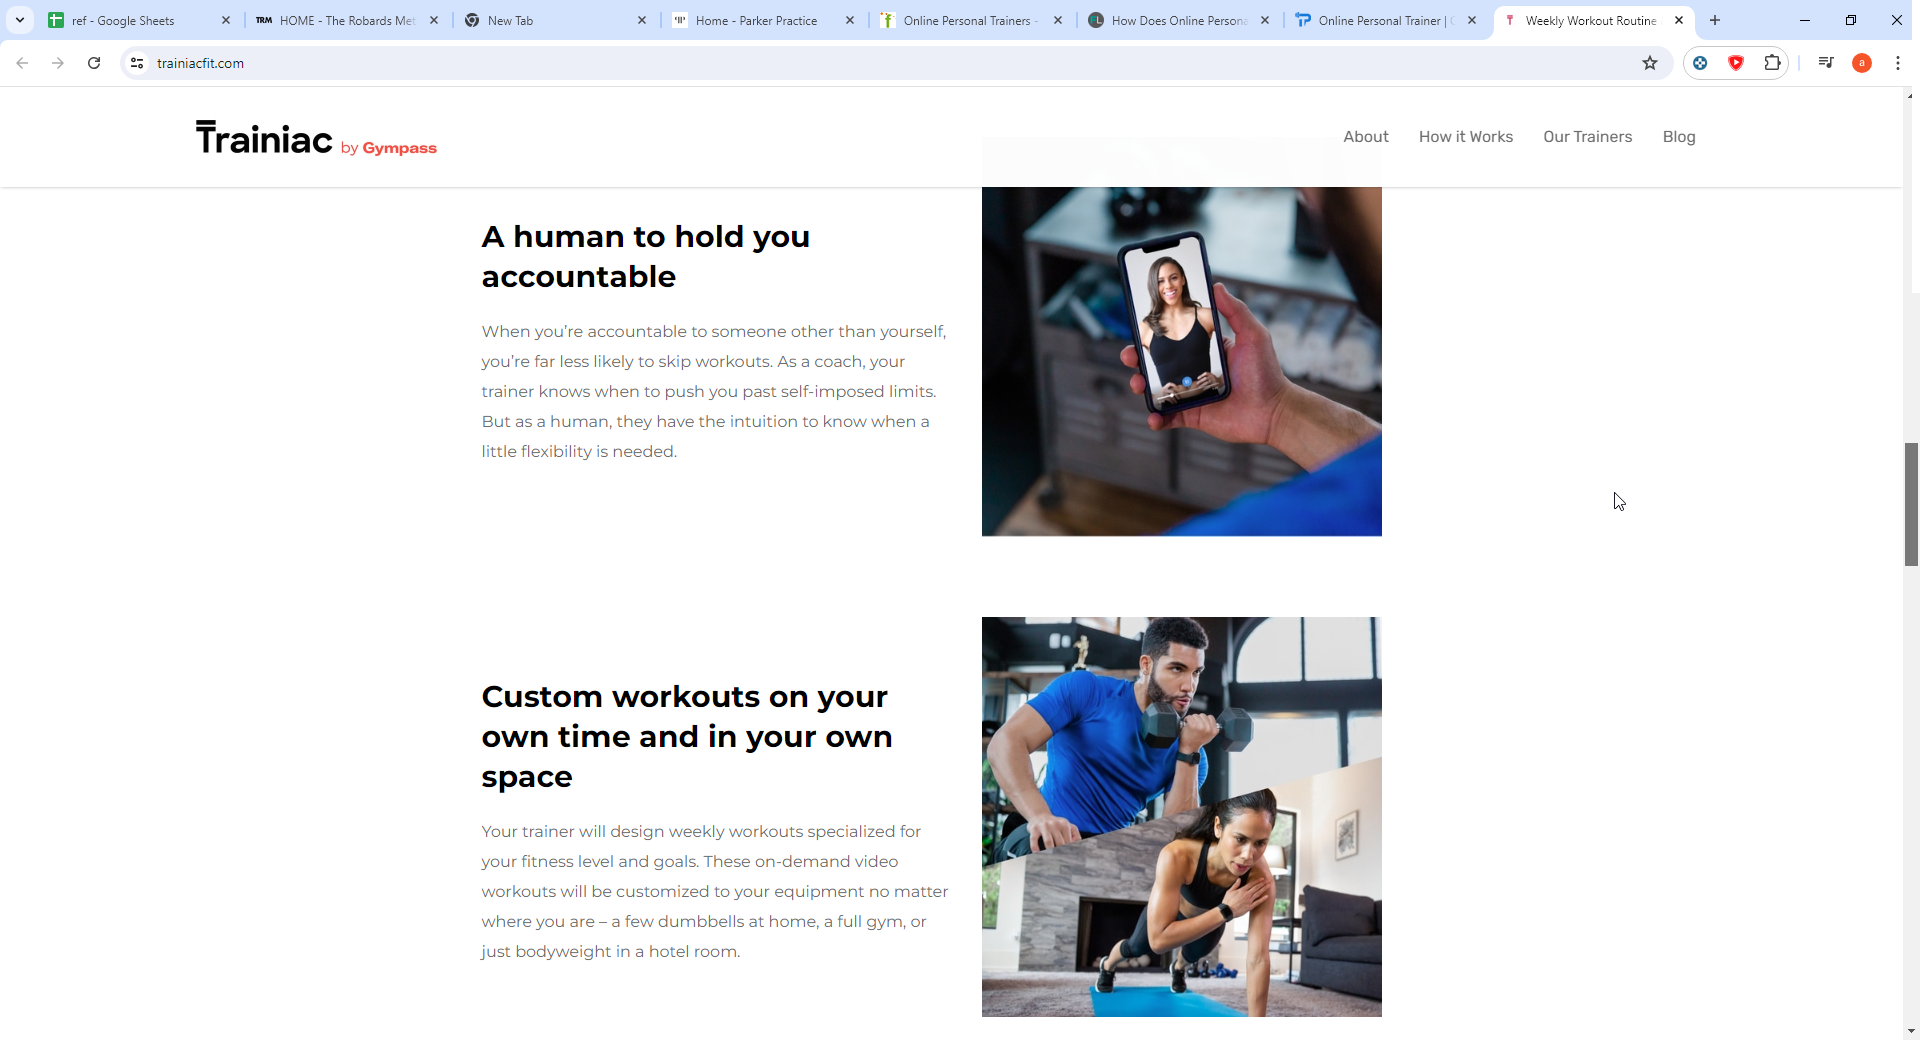 ref - Google Sheets
TRM HOME - The Robards Met
New Tab
Home - Parker Practice
Online Personal Trainers -
How Does Online Persona
Online Personal Trainer |
Weekly Workout Routine
trainiacfit.com
a
Trainiac by Gympass
About
How it Works
Our Trainers
Blog
A human to hold you
accountable
When you’re accountable to someone other than yourself,
you’re far less likely to skip workouts. As a coach, your
trainer knows when to push you past self-imposed limits.
But as a human, they have the intuition to know when a
little flexibility is needed.
Custom workouts on your
own time and in your own
space
Your trainer will design weekly workouts specialized for
your fitness level and goals. These on-demand video
workouts will be customized to your equipment no matter
where you are – a few dumbbells at home, a full gym, or
just bodyweight in a hotel room.